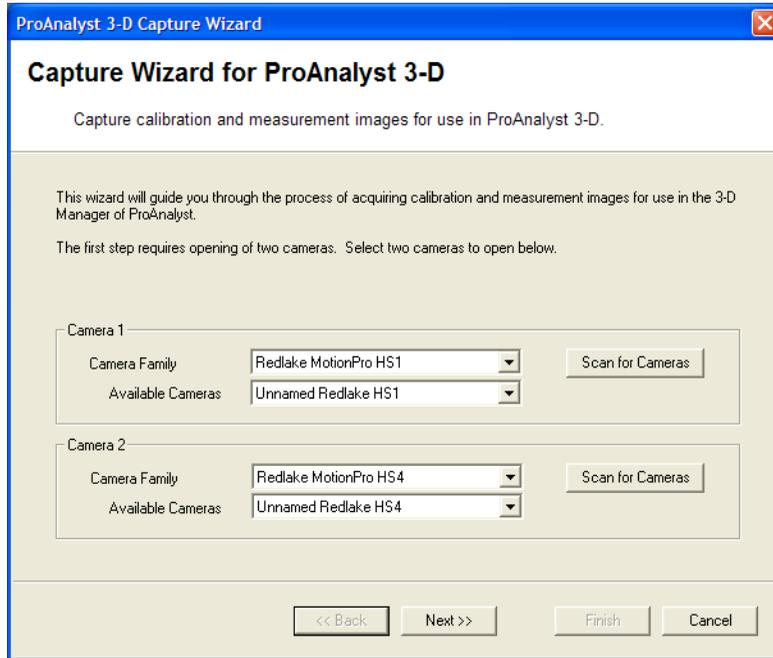 ProAnalyst 3-D Capture Wizard
Capture Wizard for ProAnalyst 3-D
Capture calibration and measurement images for use in ProAnalyst 3-D.
This wizard will guide you through the process of acquiring calibration and measurement images for use in the 3-D
Manager of ProAnalyst.
The first step requires opening of two cameras. Select two cameras to open below.
Camera 1
Camera Family Redlake MotionPro HS1 Scan for Cameras
Available Cameras Unnamed Redlake HS1
Camera 2
Camera Family Redlake MotionPro HS4 Scan for Cameras
Available Cameras Unnamed Redlake HS4
<< Back Next >> Finish Cancel